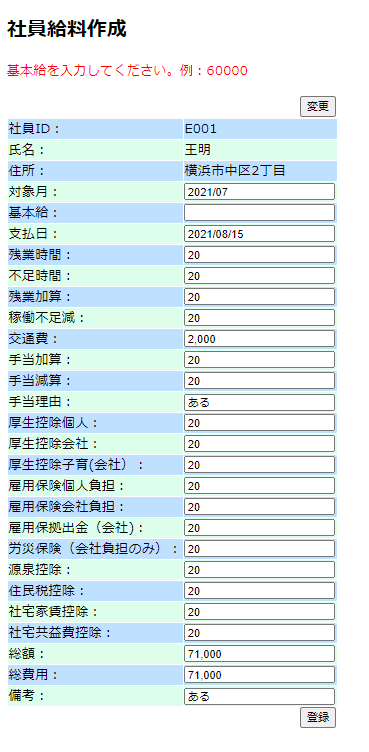 社員給料作成
基本給を入力してください。例：60000
変更
社員ID： E001
氏名： 王明
住所： 横浜市中区2丁目
対象月： 2021/07
基本給：
支払日： 2021/08/15
残業時間： 20
不足時間： 20
残業加算： 20
稼働不足減： 20
交通費： 2,000
手当加算： 20
手当減算： 20
手当理由： ある
厚生控除個人： 20
厚生控除会社： 20
厚生控除子育(会社）： 20
雇用保険個人負担： 20
雇用保険会社負担： 20
雇用保拠出金（会社)： 20
労災保険（会社負担のみ）： 20
源泉控除： 20
住民税控除： 20
社宅家賃控除： 20
社宅共益費控除： 20
総額： 71,000
総費用： 71,000
備考： ある
登録